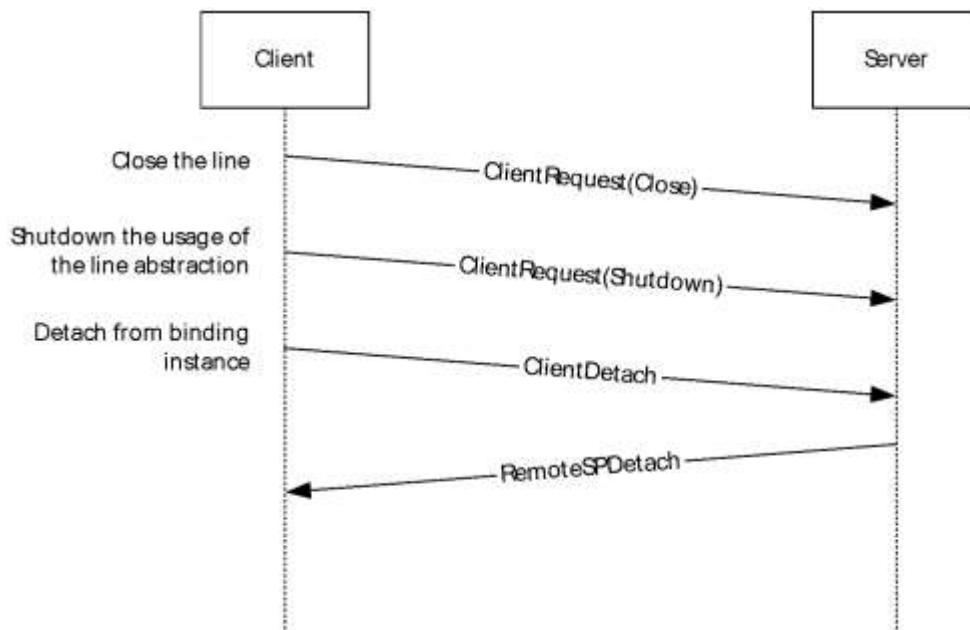 Client
Server
Close the line
ClientRequest(Close)
Shutdown the usage of
the line abstraction
ClientRequest(Shutdown)
Detach from binding
instance
ClientDetach
RemoteSPDetach